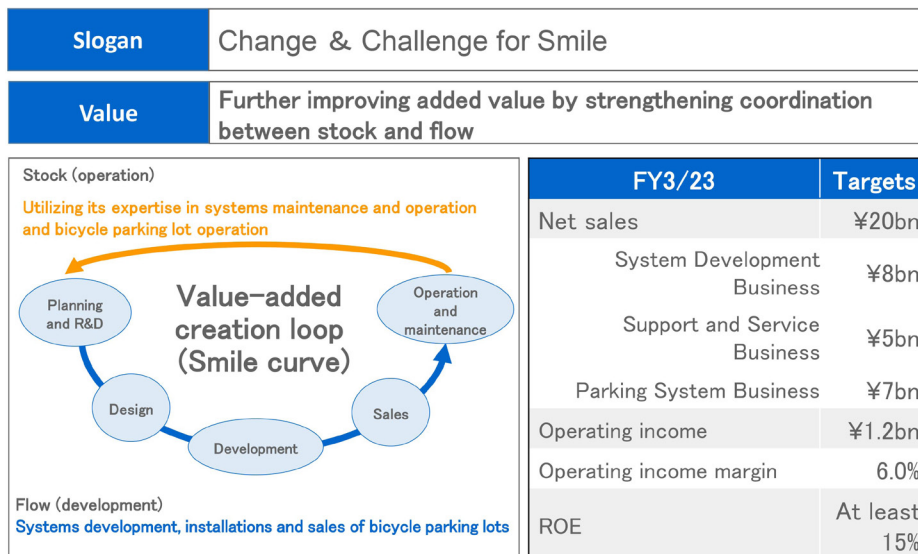 Slogan
Change & Challenge for Smile
Value
Further improving added value by strengthening coordination
between stock and flow
Stock (operation)
Utilizing its expertise in systems maintenance and operation
and bicycle parking lot operation
Planning
and R&D
Value-added
creation loop
(Smile curve)
Operation
and
maintenance
Design
Development
Sales
Flow (development)
Systems development, installations and sales of bicycle parking lots
FY3/23
Targets
Net sales
¥20bn
System Development
Business
¥8bn
Support and Service
Business
¥5bn
Parking System Business
¥7bn
Operating income
¥1.2bn
Operating income margin
6.0%
ROE
At least
15%